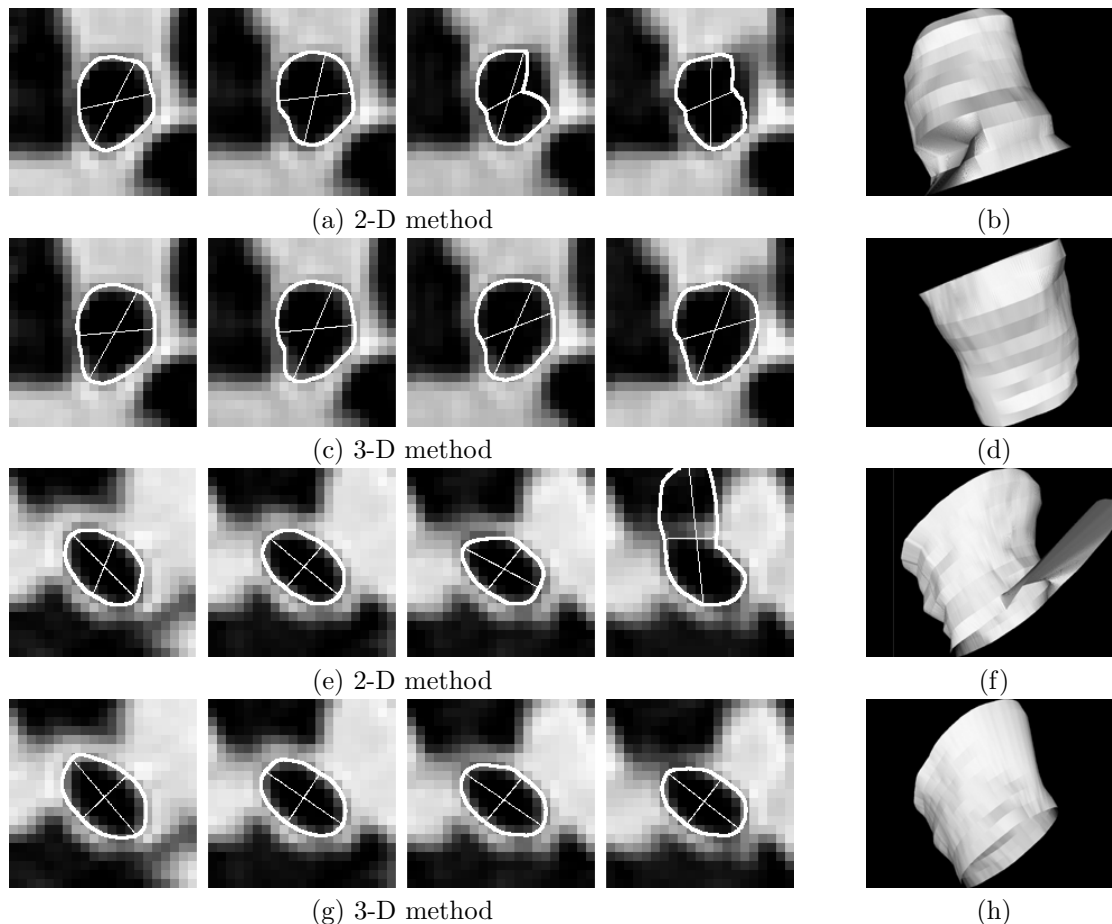 (a) 2-D method (b)
(c) 3-D method (d)
(e) 2-D method (f)
(g) 3-D method (h)